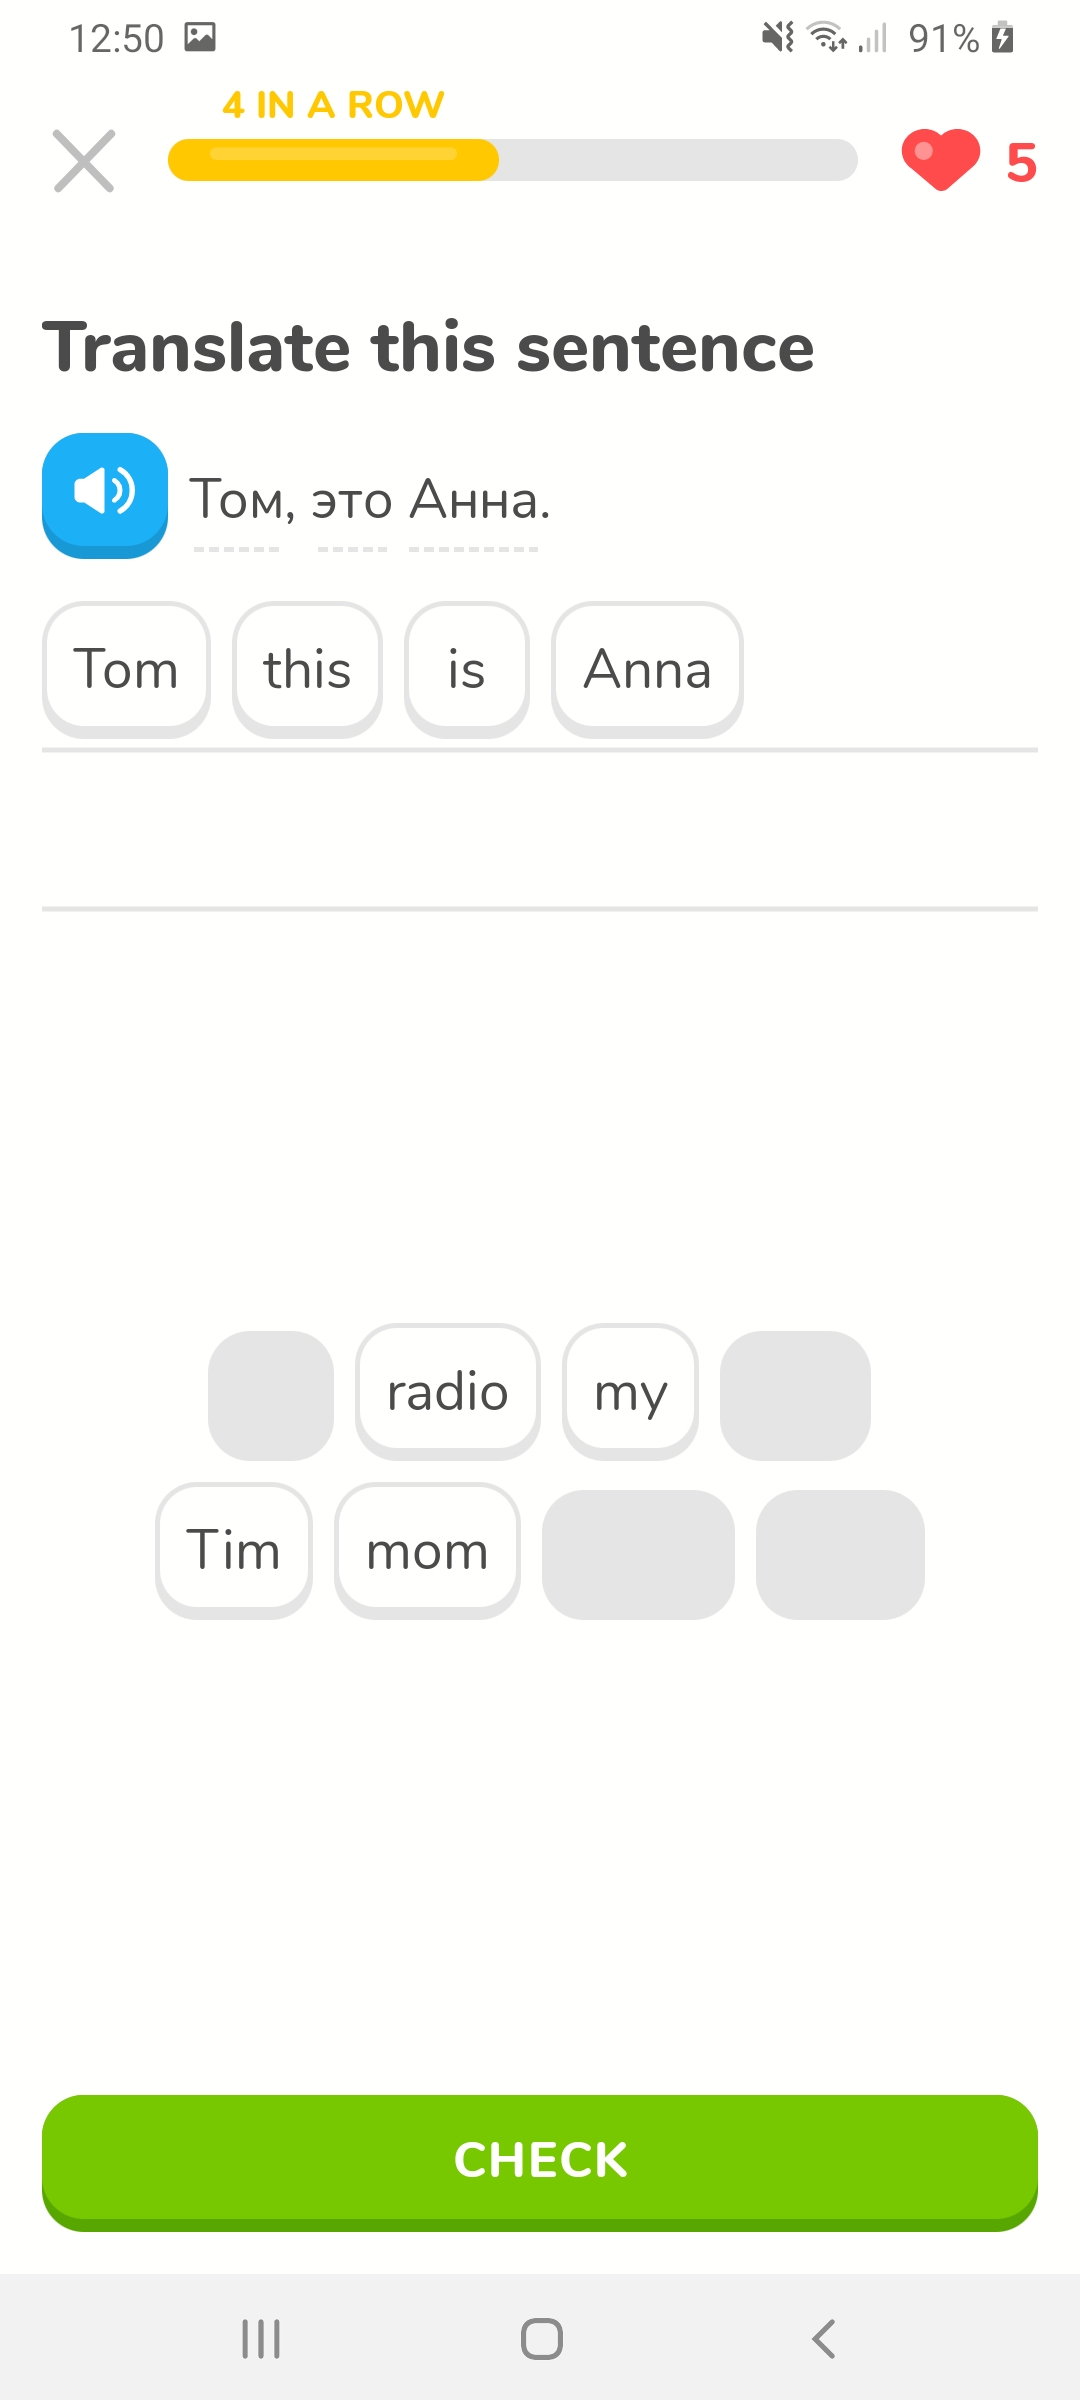 12:50 91%
4 IN A ROW
5
Translate this sentence
Том, это Анна.
Tom this is Anna
radio my
Tim mom
CHECK